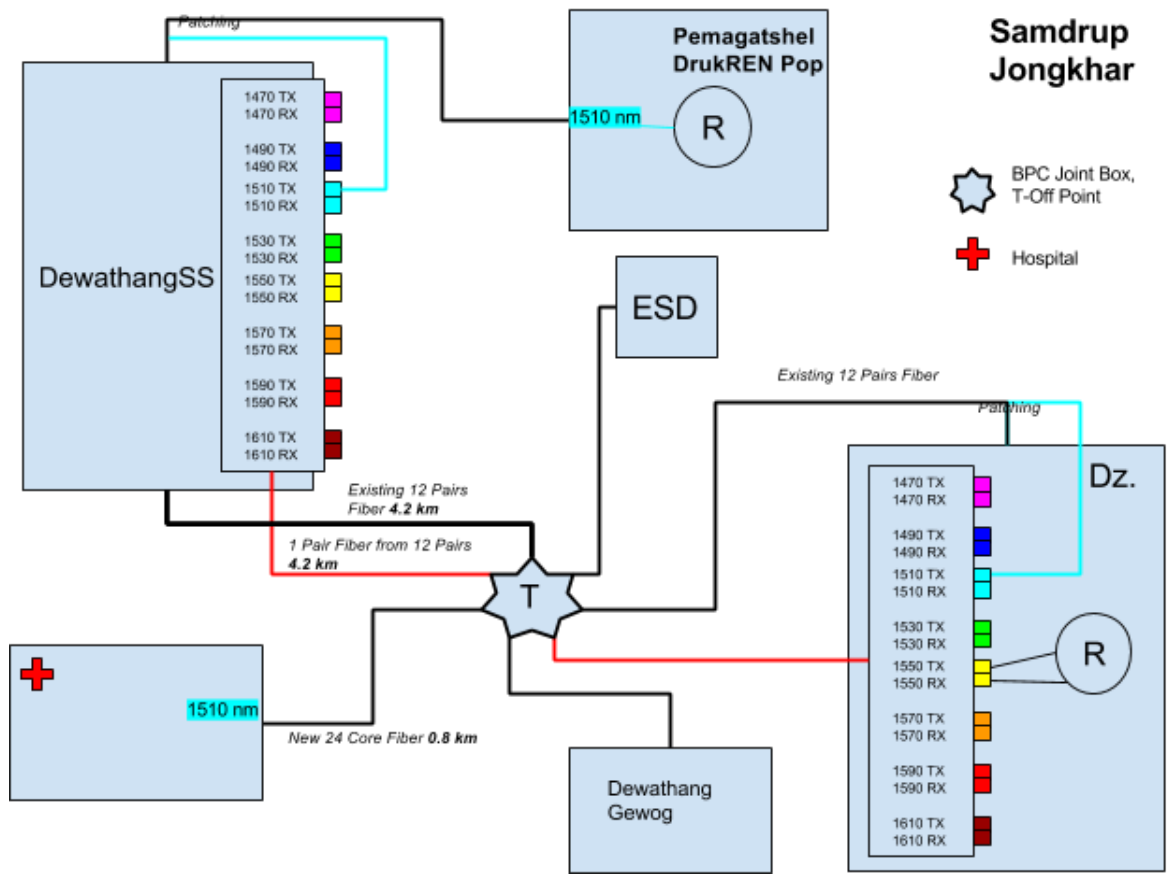 Patching
Pemagatshel
DrukREN Pop
1510 nm
R
Samdrup
Jongkhar
BPC Joint Box,
T-Off Point
Hospital
DewathangSS
1470 TX
1470 RX
1490 TX
1490 RX
1510 TX
1510 RX
1530 TX
1530 RX
1550 TX
1550 RX
1570 TX
1570 RX
1590 TX
1590 RX
1610 TX
1610 RX
ESD
Existing 12 Pairs Fiber
Patching
Dz.
1470 TX
1470 RX
1490 TX
1490 RX
1510 TX
1510 RX
1530 TX
1530 RX
1550 TX
1550 RX
1570 TX
1570 RX
1590 TX
1590 RX
1610 TX
1610 RX
R
Existing 12 Pairs
Fiber 4.2 km
1 Pair Fiber from 12 Pairs
4.2 km
T
1510 nm
New 24 Core Fiber 0.8 km
Dewathang
Gewog